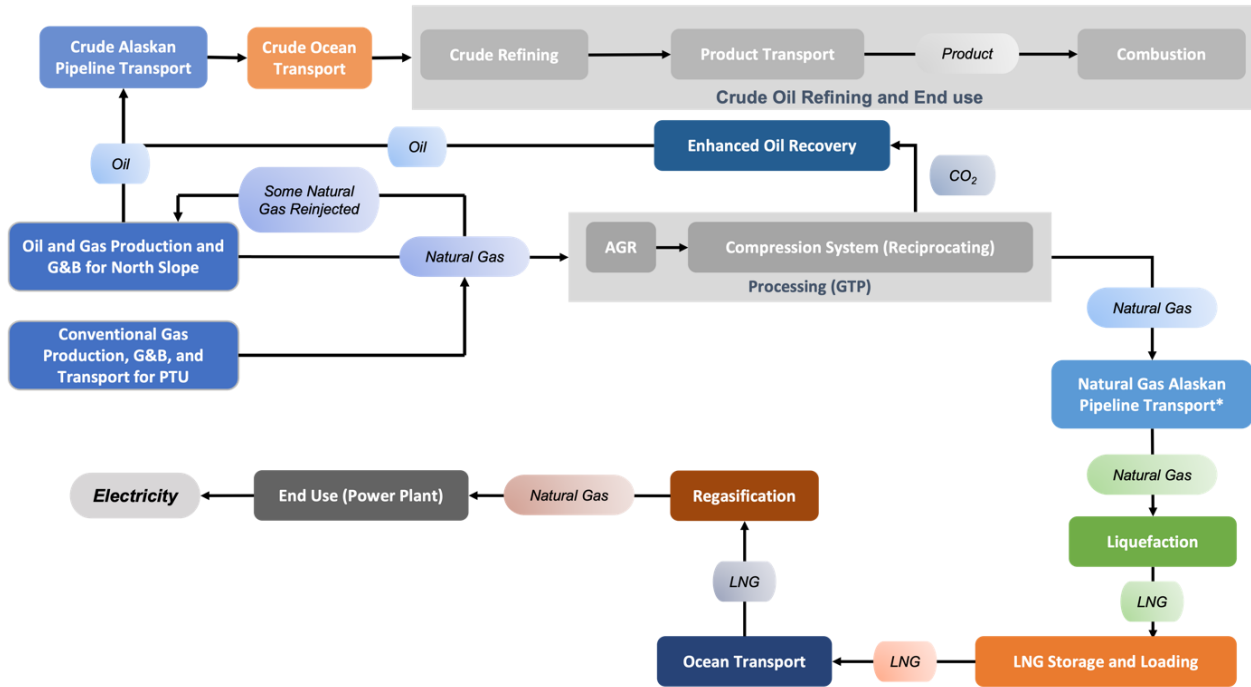 Crude Alaskan
Pipeline Transport
Crude Ocean
Transport
Crude Refining
Product Transport
Product
Combustion
Crude Oil Refining and End use
Oil
Oil
Enhanced Oil Recovery
CO₂
Some Natural
Gas Reinjected
Oil and Gas Production and
G&B for North Slope
Natural Gas
AGR
Compression System (Reciprocating)
Processing (GTP)
Natural Gas
Conventional Gas
Production, G&B, and
Transport for PTU
Natural Gas Alaskan
Pipeline Transport*
Natural Gas
Electricity
End Use (Power Plant)
Natural Gas
Regasification
Liquefaction
LNG
LNG
Ocean Transport
LNG
LNG Storage and Loading